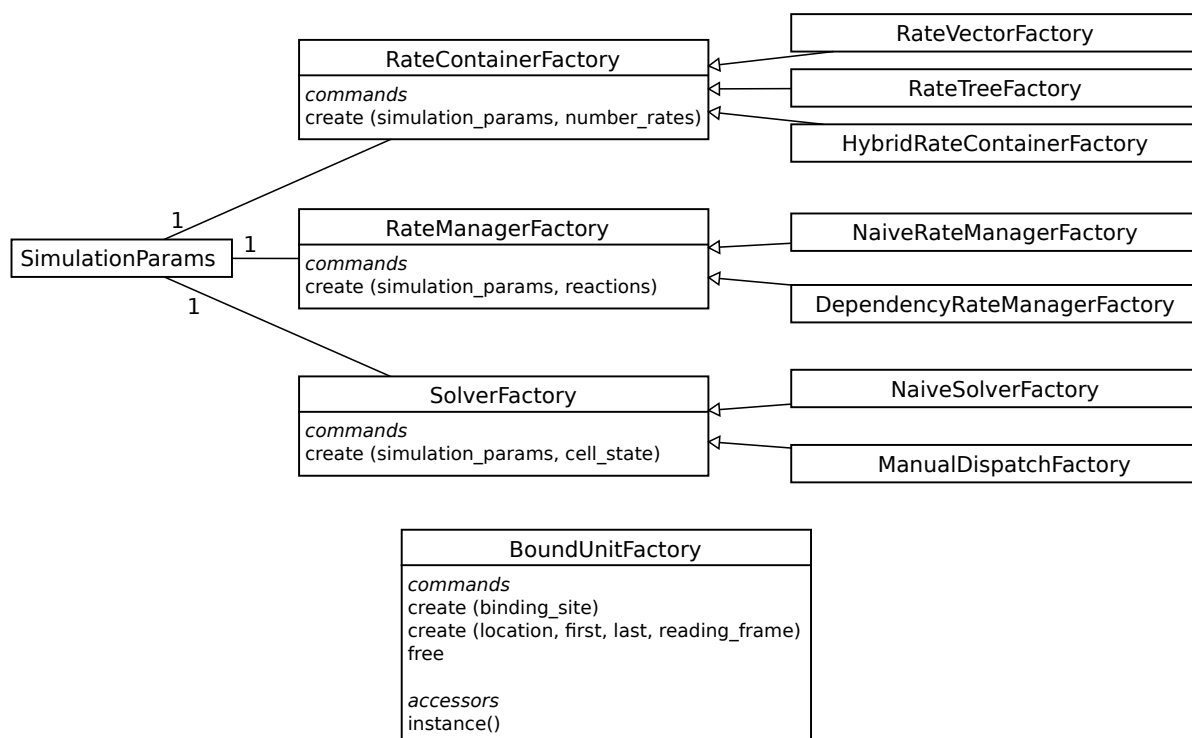 RateContainerFactory
commands
create (simulation_params, number_rates)
RateVectorFactory
RateTreeFactory
HybridRateContainerFactory
1
1
1
SimulationParams
RateManagerFactory
commands
create (simulation_params, reactions)
NaiveRateManagerFactory
DependencyRateManagerFactory
SolverFactory
commands
create (simulation_params, cell_state)
NaiveSolverFactory
ManualDispatchFactory
BoundUnitFactory
commands
create (binding_site)
create (location, first, last, reading_frame)
free
accessors
instance()